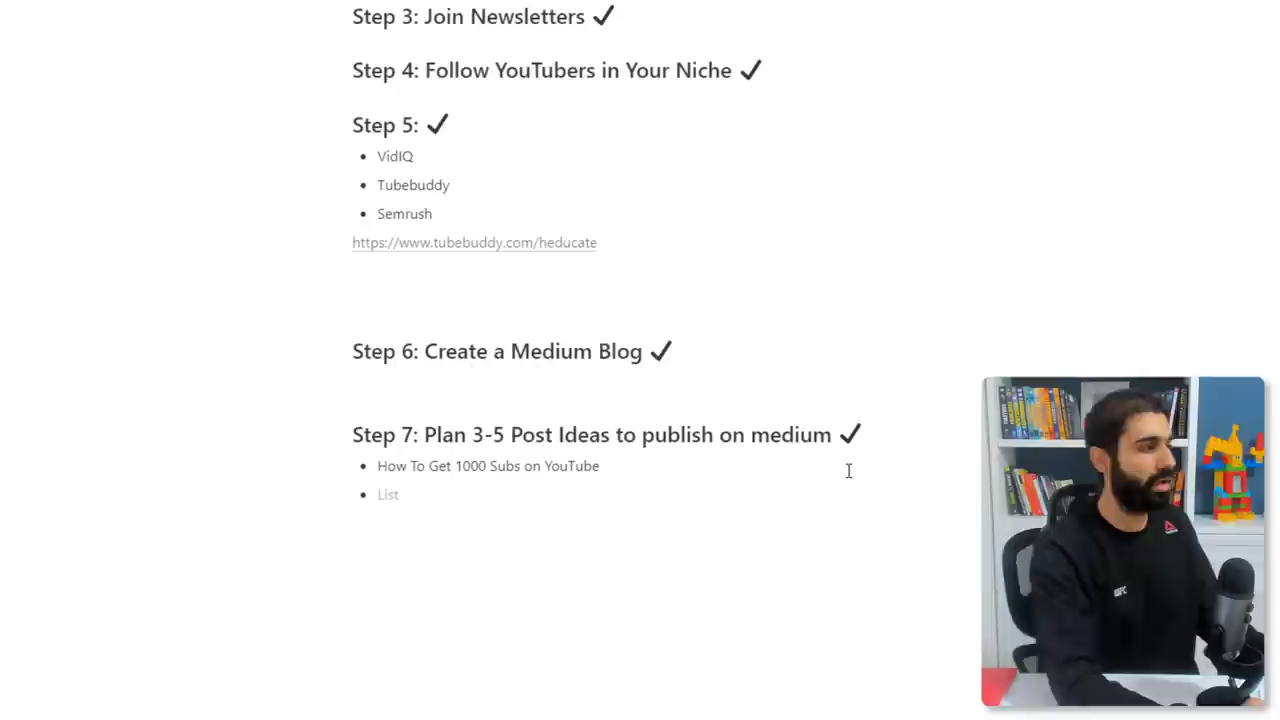 Step 3: Join Newsletters ✔
Step 4: Follow YouTubers in Your Niche ✔
Step 5: ✔
• VidIQ
• Tubebuddy
• Semrush
https://www.tubebuddy.com/heducate
Step 6: Create a Medium Blog ✔
Step 7: Plan 3-5 Post Ideas to publish on medium ✔
• How To Get 1000 Subs on YouTube
• List
UFC